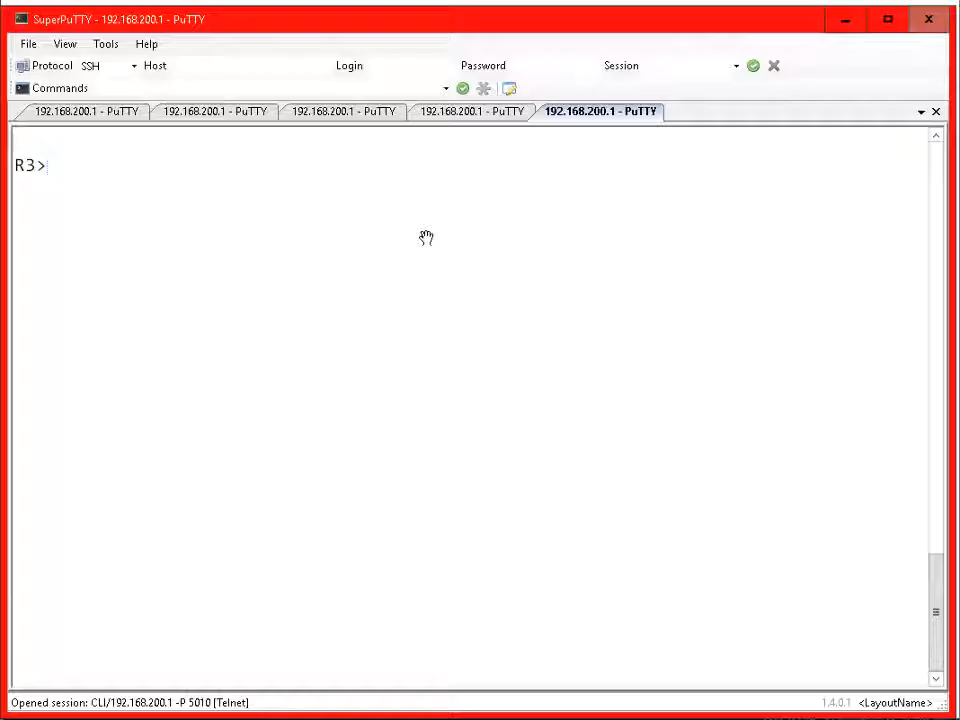 SuperPuTTY - 192.168.200.1 - PuTTY
File View Tools Help
Protocol SSH Host Login Password Session
Commands
192.168.200.1 - PuTTY 192.168.200.1 - PuTTY 192.168.200.1 - PuTTY 192.168.200.1 - PuTTY 192.168.200.1 - PuTTY
R3>
Opened session: CLI/192.168.200.1 -P 5010 [Telnet] 1.4.0.1 <LayoutName>